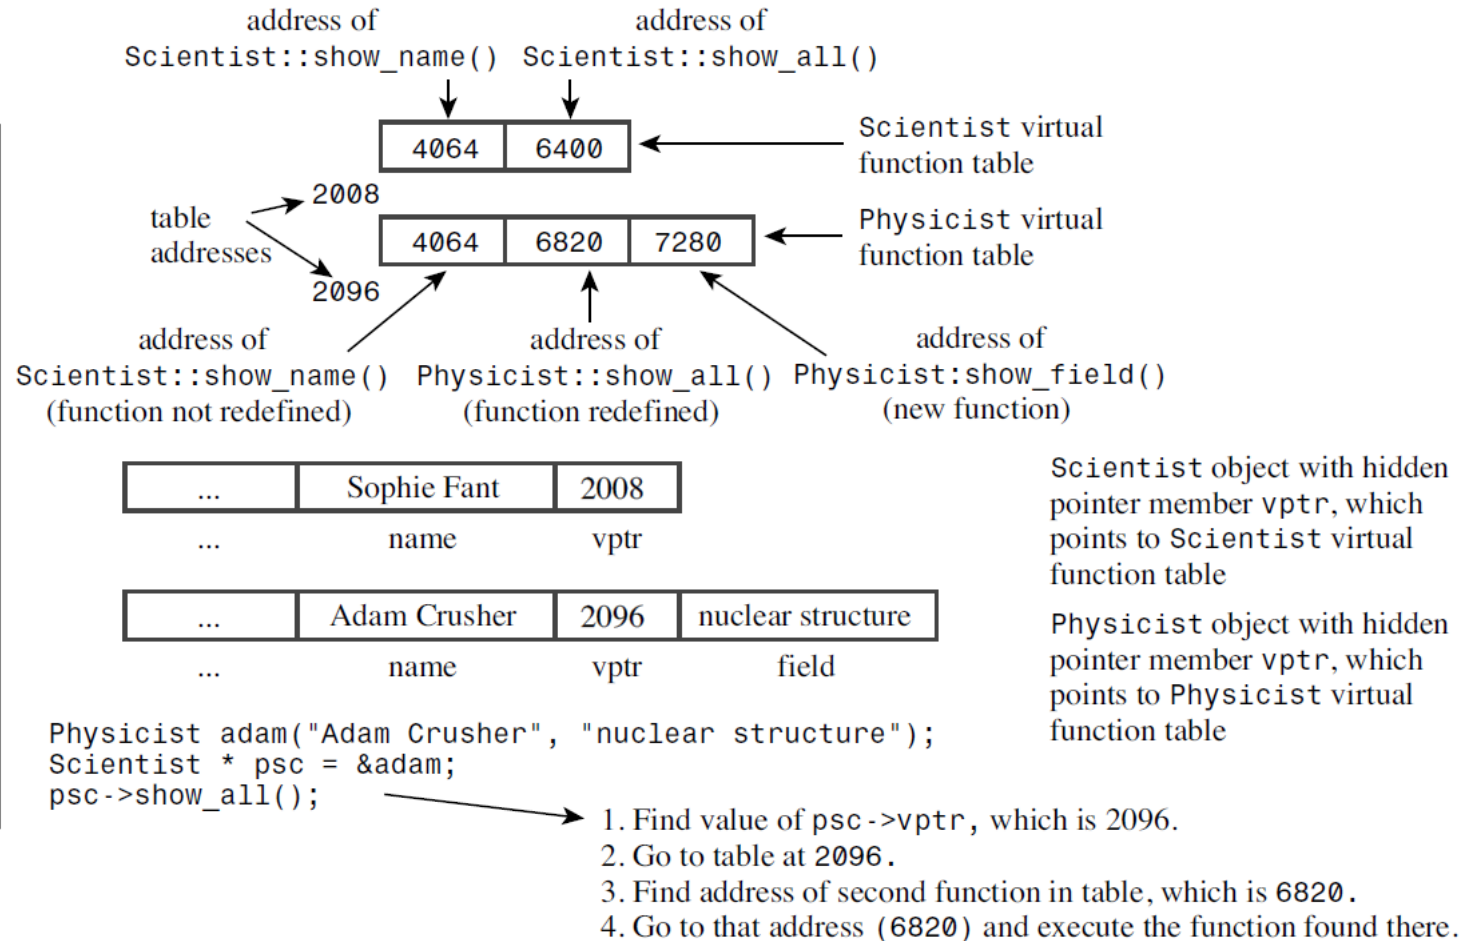 address of
Scientist::show_name()
address of
Scientist::show_all()
4064 6400
Scientist virtual
function table
2008
table
addresses
4064 6820 7280
Physicist virtual
function table
2096
address of
Scientist::show_name()
(function not redefined)
address of
Physicist::show_all()
(function redefined)
address of
Physicist:show_field()
(new function)
... Sophie Fant 2008
... name vptr
Scientist object with hidden
pointer member vptr, which
points to Scientist virtual
function table
... Adam Crusher 2096 nuclear structure
... name vptr field
Physicist object with hidden
pointer member vptr, which
points to Physicist virtual
function table
Physicist adam("Adam Crusher", "nuclear structure");
Scientist * psc = &adam;
psc->show_all();
1. Find value of psc->vptr, which is 2096.
2. Go to table at 2096.
3. Find address of second function in table, which is 6820.
4. Go to that address (6820) and execute the function found there.